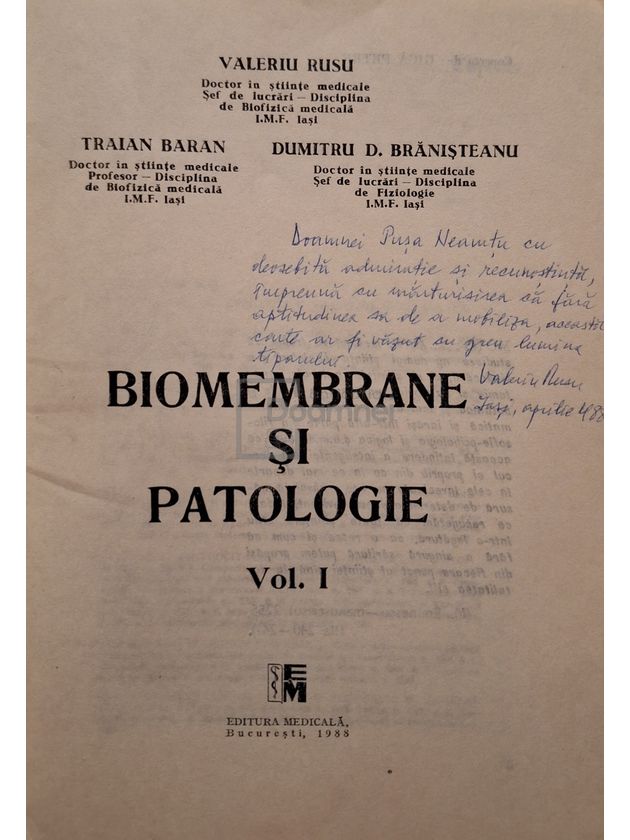 VALERIU RUSU
Doctor în științe medicale
Șef de lucrări — Disciplina
de Biofizică medicală
I.M.F. Iași
TRAIAN BARAN
Doctor în științe medicale
Profesor — Disciplina
de Biofizică medicală
I.M.F. Iași
DUMITRU D. BRĂNIȘTEANU
Doctor în științe medicale
Șef de lucrări — Disciplina
de Fiziologie
I.M.F. Iași
Doamnei Pușa Neamțu cu
deosebită admirație și recunoștință,
împreună cu mărturisirea că fără
aptitudinea sa de a mobiliza, această
carte ar fi văzut cu greu lumina
tiparului.
Valeriu Rusu
Iași, aprilie 1988
BIOMEMBRANE
ȘI
PATOLOGIE
Vol. I
EM
EDITURA MEDICALĂ,
București, 1988